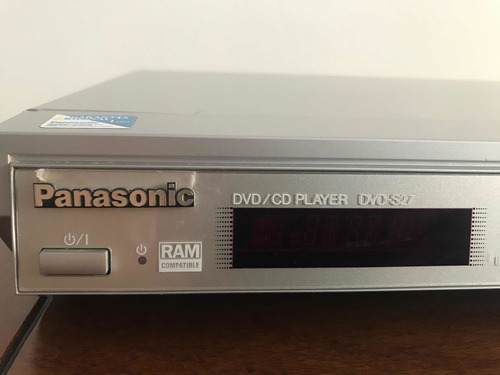 Panasonic
DVD/CD PLAYER DVD-S27
⏻/I
⏻
RAM
COMPATIBLE